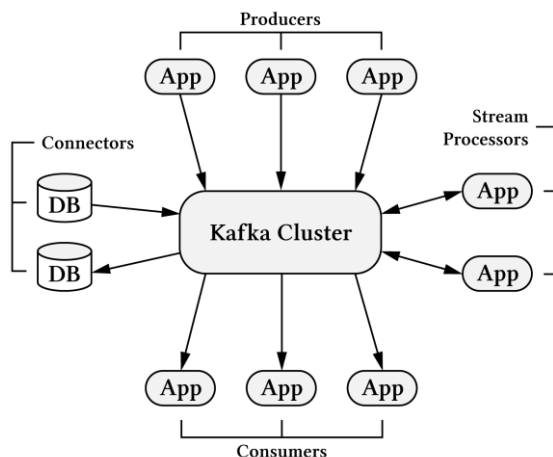 Producers
App
App
App
Connectors
Stream
Processors
DB
App
Kafka Cluster
DB
App
App
App
App
Consumers